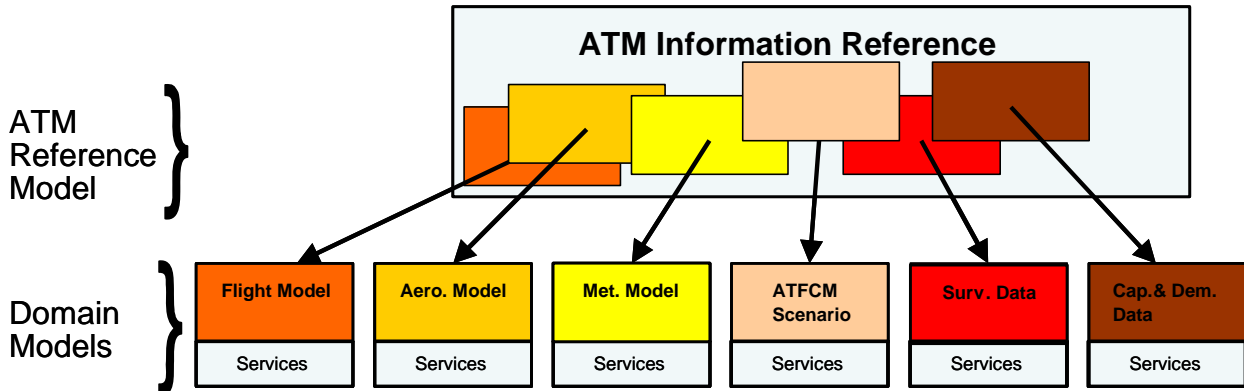 ATM Information Reference
ATM
Reference
Model
Domain
Models
Flight Model
Services
Aero. Model
Services
Met. Model
Services
ATFCM
Scenario
Services
Surv. Data
Services
Cap.& Dem.
Data
Services